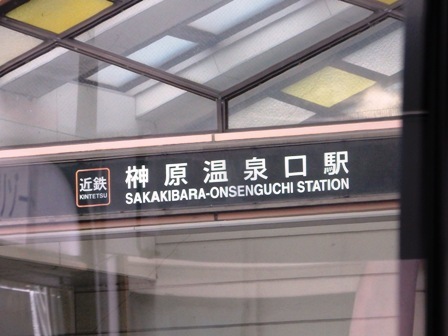 近鉄
KINTETSU
榊原温泉口駅
SAKAKIBARA-ONSENGUCHI STATION